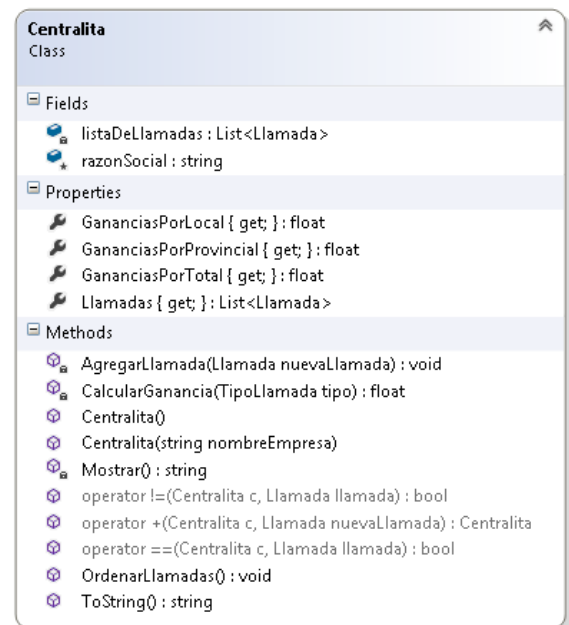 Centralita
Class
Fields
listaDeLlamadas : List<Llamada>
razonSocial : string
Properties
GananciasPorLocal { get; } : float
GananciasPorProvincial { get; } : float
GananciasPorTotal { get; } : float
Llamadas { get; } : List<Llamada>
Methods
AgregarLlamada(Llamada nuevaLlamada) : void
CalcularGanancia(TipoLlamada tipo) : float
Centralita()
Centralita(string nombreEmpresa)
Mostrar() : string
operator !=(Centralita c, Llamada llamada) : bool
operator +(Centralita c, Llamada nuevaLlamada) : Centralita
operator ==(Centralita c, Llamada llamada) : bool
OrdenarLlamadas() : void
ToString() : string